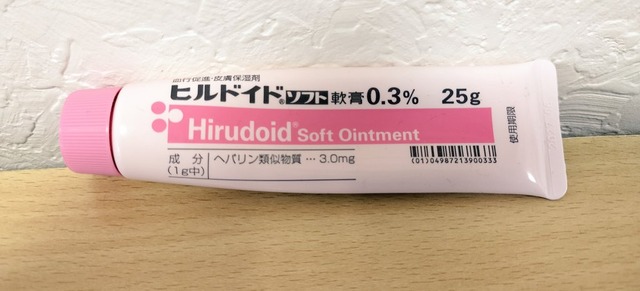 血行促進・皮膚保湿剤
ヒルドイド®ソフト軟膏0.3% 25g
Hirudoid® Soft Ointment
成分 ヘパリン類似物質…3.0mg
(1g中)
(01)04987213900333
使用期限